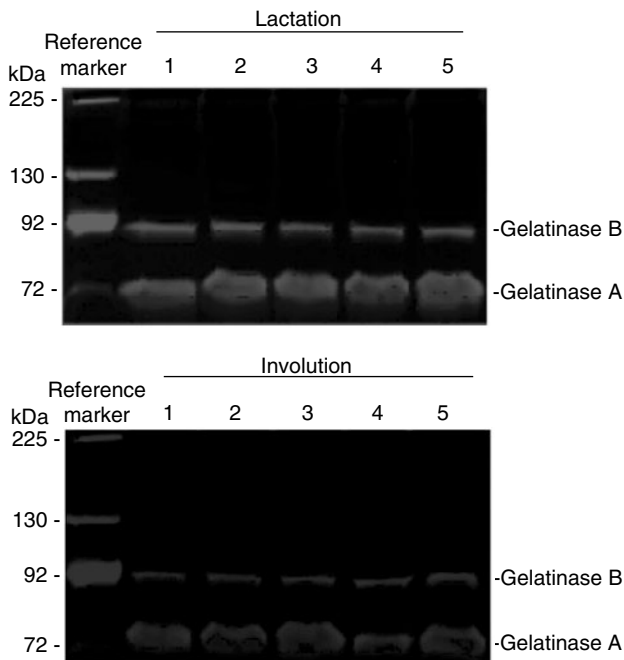 Lactation
Reference marker
kDa
1 2 3 4 5
225 -
130 -
92 -
-Gelatinase B
72 -
-Gelatinase A
Involution
Reference marker
kDa
1 2 3 4 5
225 -
130 -
92 -
-Gelatinase B
72 -
-Gelatinase A